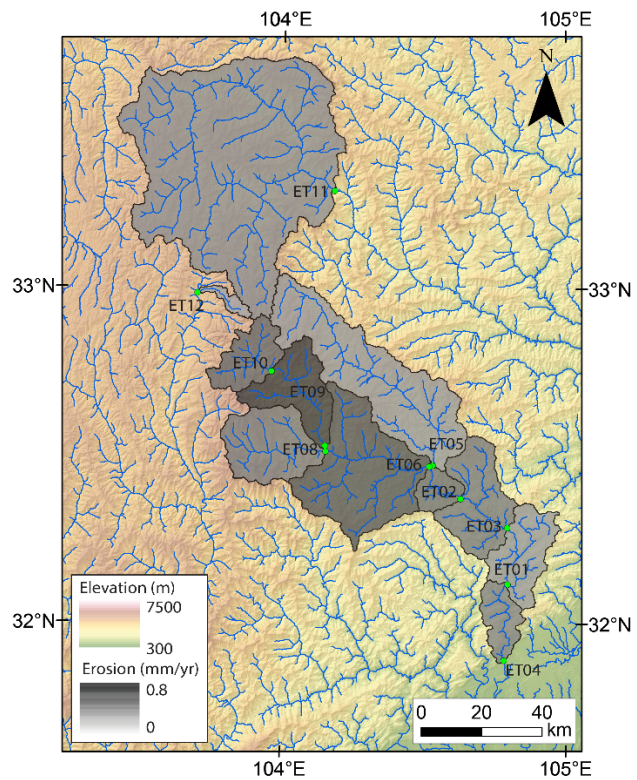 104°E 105°E
N
ET11
33°N 33°N
ET12
ET10
ET09
ET05
ET08
ET06
ET02
ET03
ET01
Elevation (m)
7500
300
32°N 32°N
Erosion (mm/yr)
0.8
0
ET04
0 20 40
km
104°E 105°E